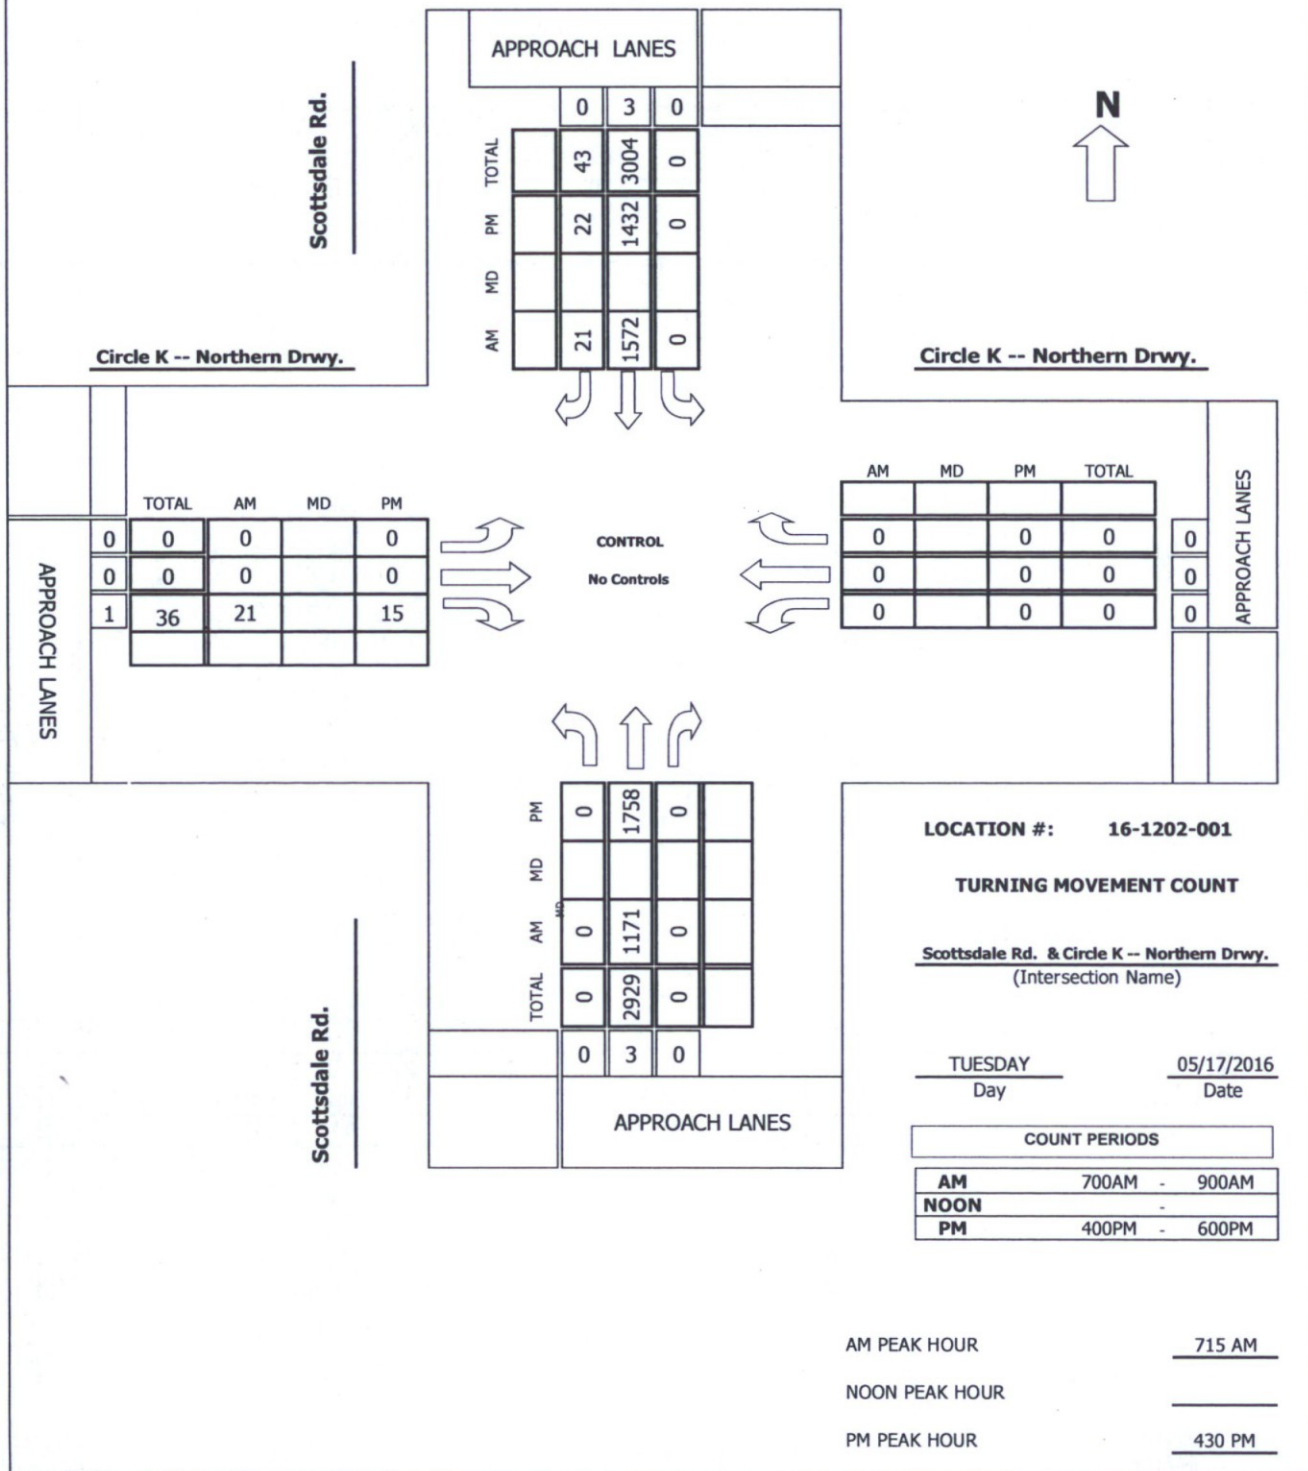 APPROACH LANES
0 3 0
TOTAL 43 3004 0
PM 22 1432 0
MD
AM 21 1572 0
Scottsdale Rd.
N
Circle K -- Northern Drwy.
Circle K -- Northern Drwy.
TOTAL AM MD PM
0 0 0 0
0 0 0 0
1 36 21 15
APPROACH LANES
CONTROL
No Controls
AM MD PM TOTAL
0 0 0 0
0 0 0 0
0 0 0 0
APPROACH LANES
PM 0 1758 0
MD
MD
AM 0 1171 0
TOTAL 0 2929 0
0 3 0
APPROACH LANES
Scottsdale Rd.
LOCATION #: 16-1202-001
TURNING MOVEMENT COUNT
Scottsdale Rd. & Circle K -- Northern Drwy.
(Intersection Name)
TUESDAY 05/17/2016
Day Date
COUNT PERIODS
AM 700AM - 900AM
NOON -
PM 400PM - 600PM
AM PEAK HOUR 715 AM
NOON PEAK HOUR
PM PEAK HOUR 430 PM